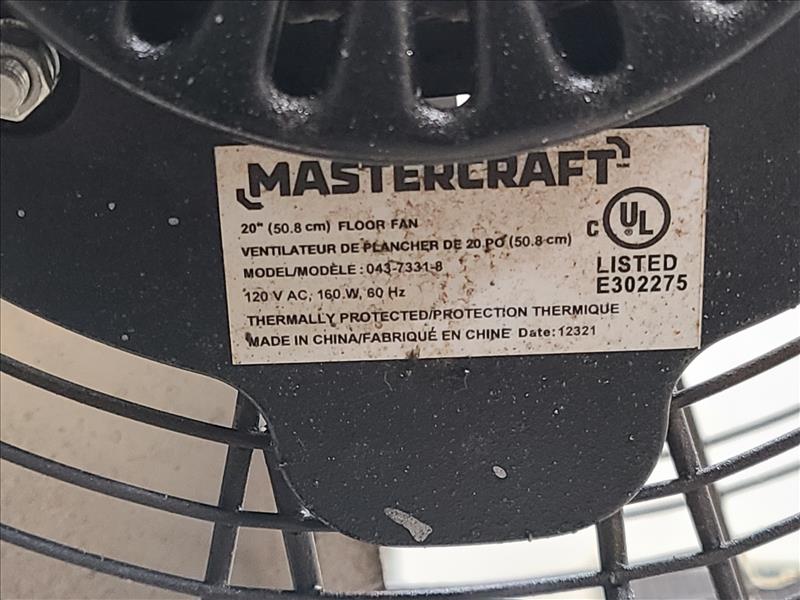 MASTERCRAFT™
20" (50.8 cm) FLOOR FAN
VENTILATEUR DE PLANCHER DE 20 PO (50.8 cm)
MODEL/MODÈLE : 043-7331-8
120 V AC, 160 W, 60 Hz
THERMALLY PROTECTED/PROTECTION THERMIQUE
MADE IN CHINA/FABRIQUÉ EN CHINE Date: 12321
C UL ®
LISTED
E302275